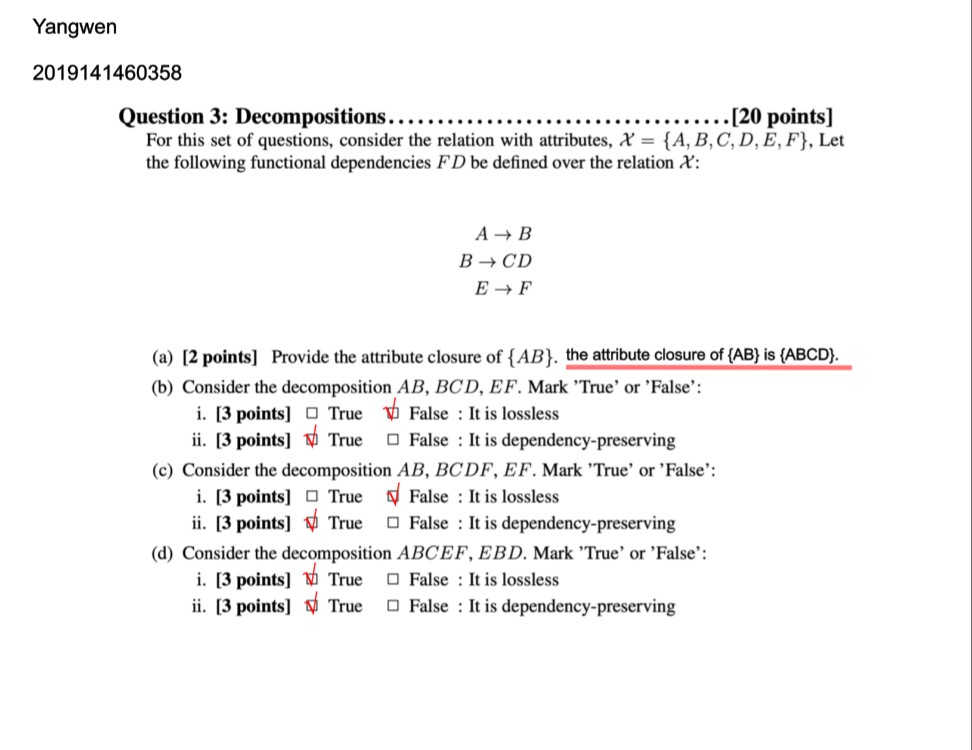 Yangwen
2019141460358
Question 3: Decompositions...................................[20 points]
For this set of questions, consider the relation with attributes, 𝒳 = {A, B, C, D, E, F}, Let
the following functional dependencies FD be defined over the relation 𝒳:
A → B
B → CD
E → F
(a) [2 points] Provide the attribute closure of {AB}. the attribute closure of {AB} is {ABCD}.
(b) Consider the decomposition AB, BCD, EF. Mark 'True' or 'False':
i. [3 points] ☐ True ☑ False : It is lossless
ii. [3 points] ☑ True ☐ False : It is dependency-preserving
(c) Consider the decomposition AB, BCDF, EF. Mark 'True' or 'False':
i. [3 points] ☐ True ☑ False : It is lossless
ii. [3 points] ☑ True ☐ False : It is dependency-preserving
(d) Consider the decomposition ABCEF, EBD. Mark 'True' or 'False':
i. [3 points] ☑ True ☐ False : It is lossless
ii. [3 points] ☑ True ☐ False : It is dependency-preserving